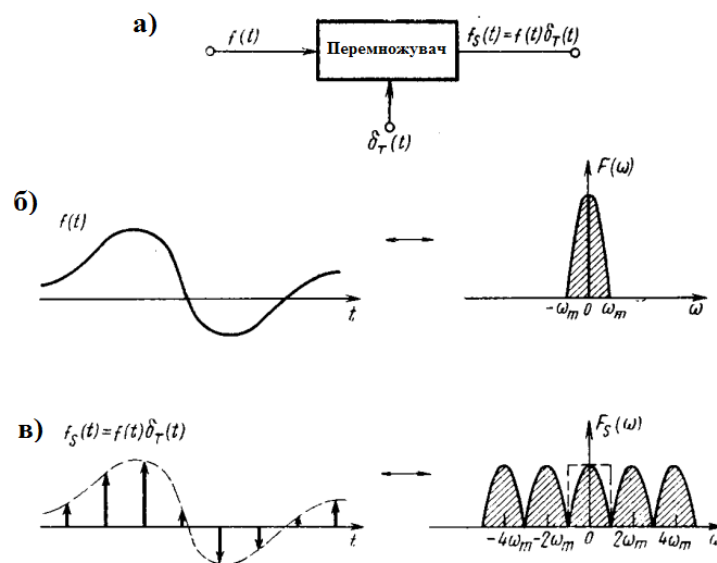 а)
f(t)
Перемножувач
f_S(t)=f(t)δ_T(t)
δ_T(t)
б)
f(t)
t
F(ω)
-ω_m 0 ω_m ω
в)
f_S(t)=f(t)δ_T(t)
t
F_S(ω)
-4ω_m -2ω_m 0 2ω_m 4ω_m ω